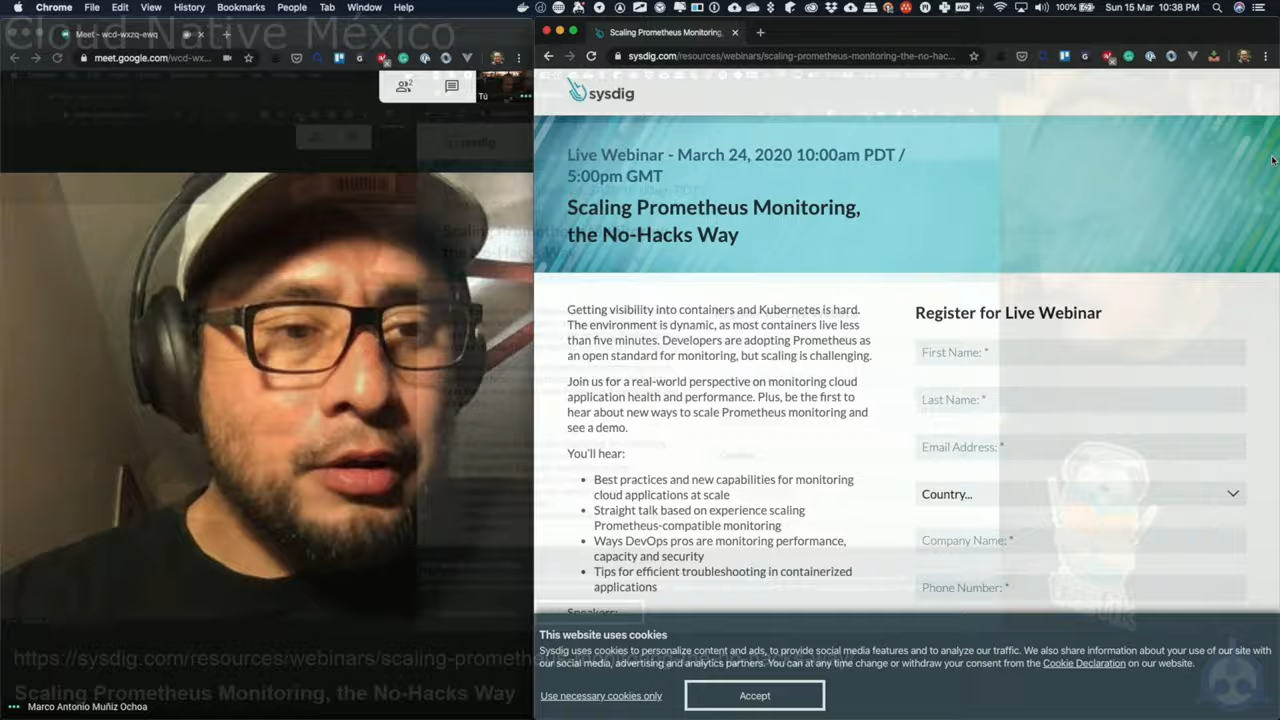 Chrome File Edit View History Bookmarks People Tab Window Help
100% Sun 15 Mar 10:38 PM
Cloud Native México
Meet - wcd-wxzq-ewq
meet.google.com/wcd-wx...
2
Tú
Scaling Prometheus Monitoring,
sysdig.com/resources/webinars/scaling-prometheus-monitoring-the-no-hac...
sysdig
Live Webinar - March 24, 2020 10:00am PDT /
5:00pm GMT
Scaling Prometheus Monitoring,
the No-Hacks Way
Getting visibility into containers and Kubernetes is hard.
The environment is dynamic, as most containers live less
than five minutes. Developers are adopting Prometheus as
an open standard for monitoring, but scaling is challenging.
Join us for a real-world perspective on monitoring cloud
application health and performance. Plus, be the first to
hear about new ways to scale Prometheus monitoring and
see a demo.
You'll hear:
• Best practices and new capabilities for monitoring
cloud applications at scale
• Straight talk based on experience scaling
Prometheus-compatible monitoring
• Ways DevOps pros are monitoring performance,
capacity and security
• Tips for efficient troubleshooting in containerized
applications
Speakers:
Register for Live Webinar
First Name: *
Last Name: *
Email Address: *
Country...
Company Name: *
Phone Number: *
This website uses cookies
Sysdig uses cookies to personalize content and ads, to provide social media features and to analyze our traffic. We also share information about your use of our site with
our social media, advertising and analytics partners. You can at any time change or withdraw your consent from the Cookie Declaration on our website.
Use necessary cookies only
Accept
https://sysdig.com/resources/webinars/scaling-prometh
Scaling Prometheus Monitoring, the No-Hacks Way
Marco Antonio Muñiz Ochoa